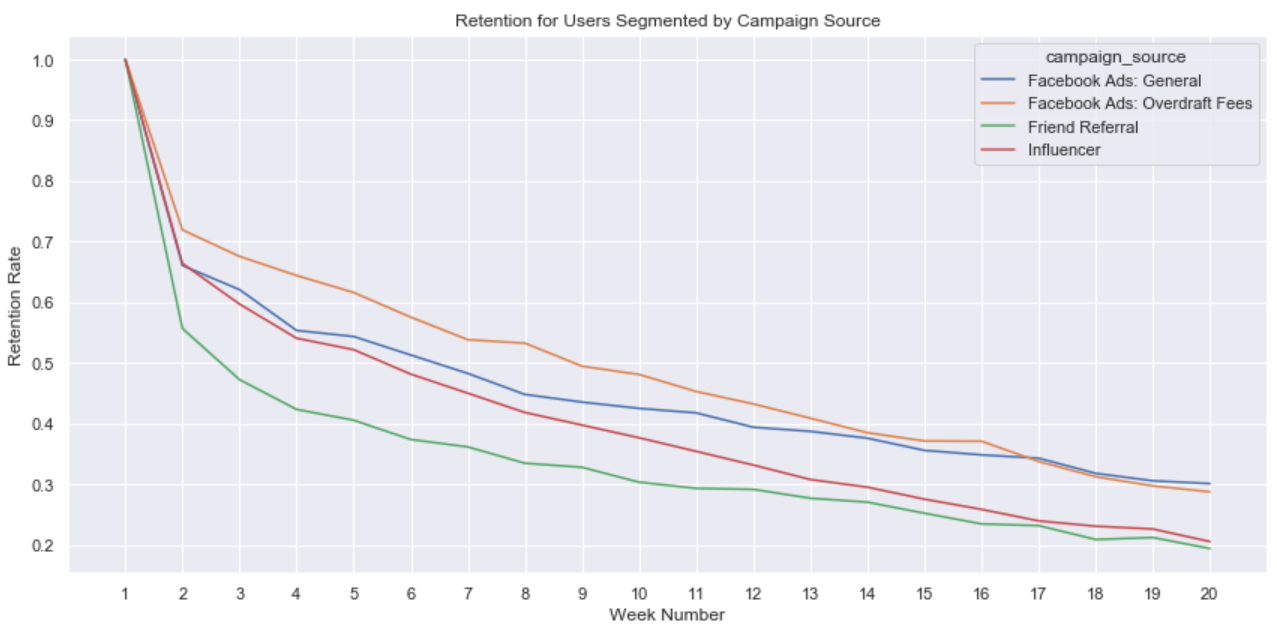 Retention for Users Segmented by Campaign Source
campaign_source
Facebook Ads: General
Facebook Ads: Overdraft Fees
Friend Referral
Influencer
Retention Rate
1.0
0.9
0.8
0.7
0.6
0.5
0.4
0.3
0.2
1 2 3 4 5 6 7 8 9 10 11 12 13 14 15 16 17 18 19 20
Week Number